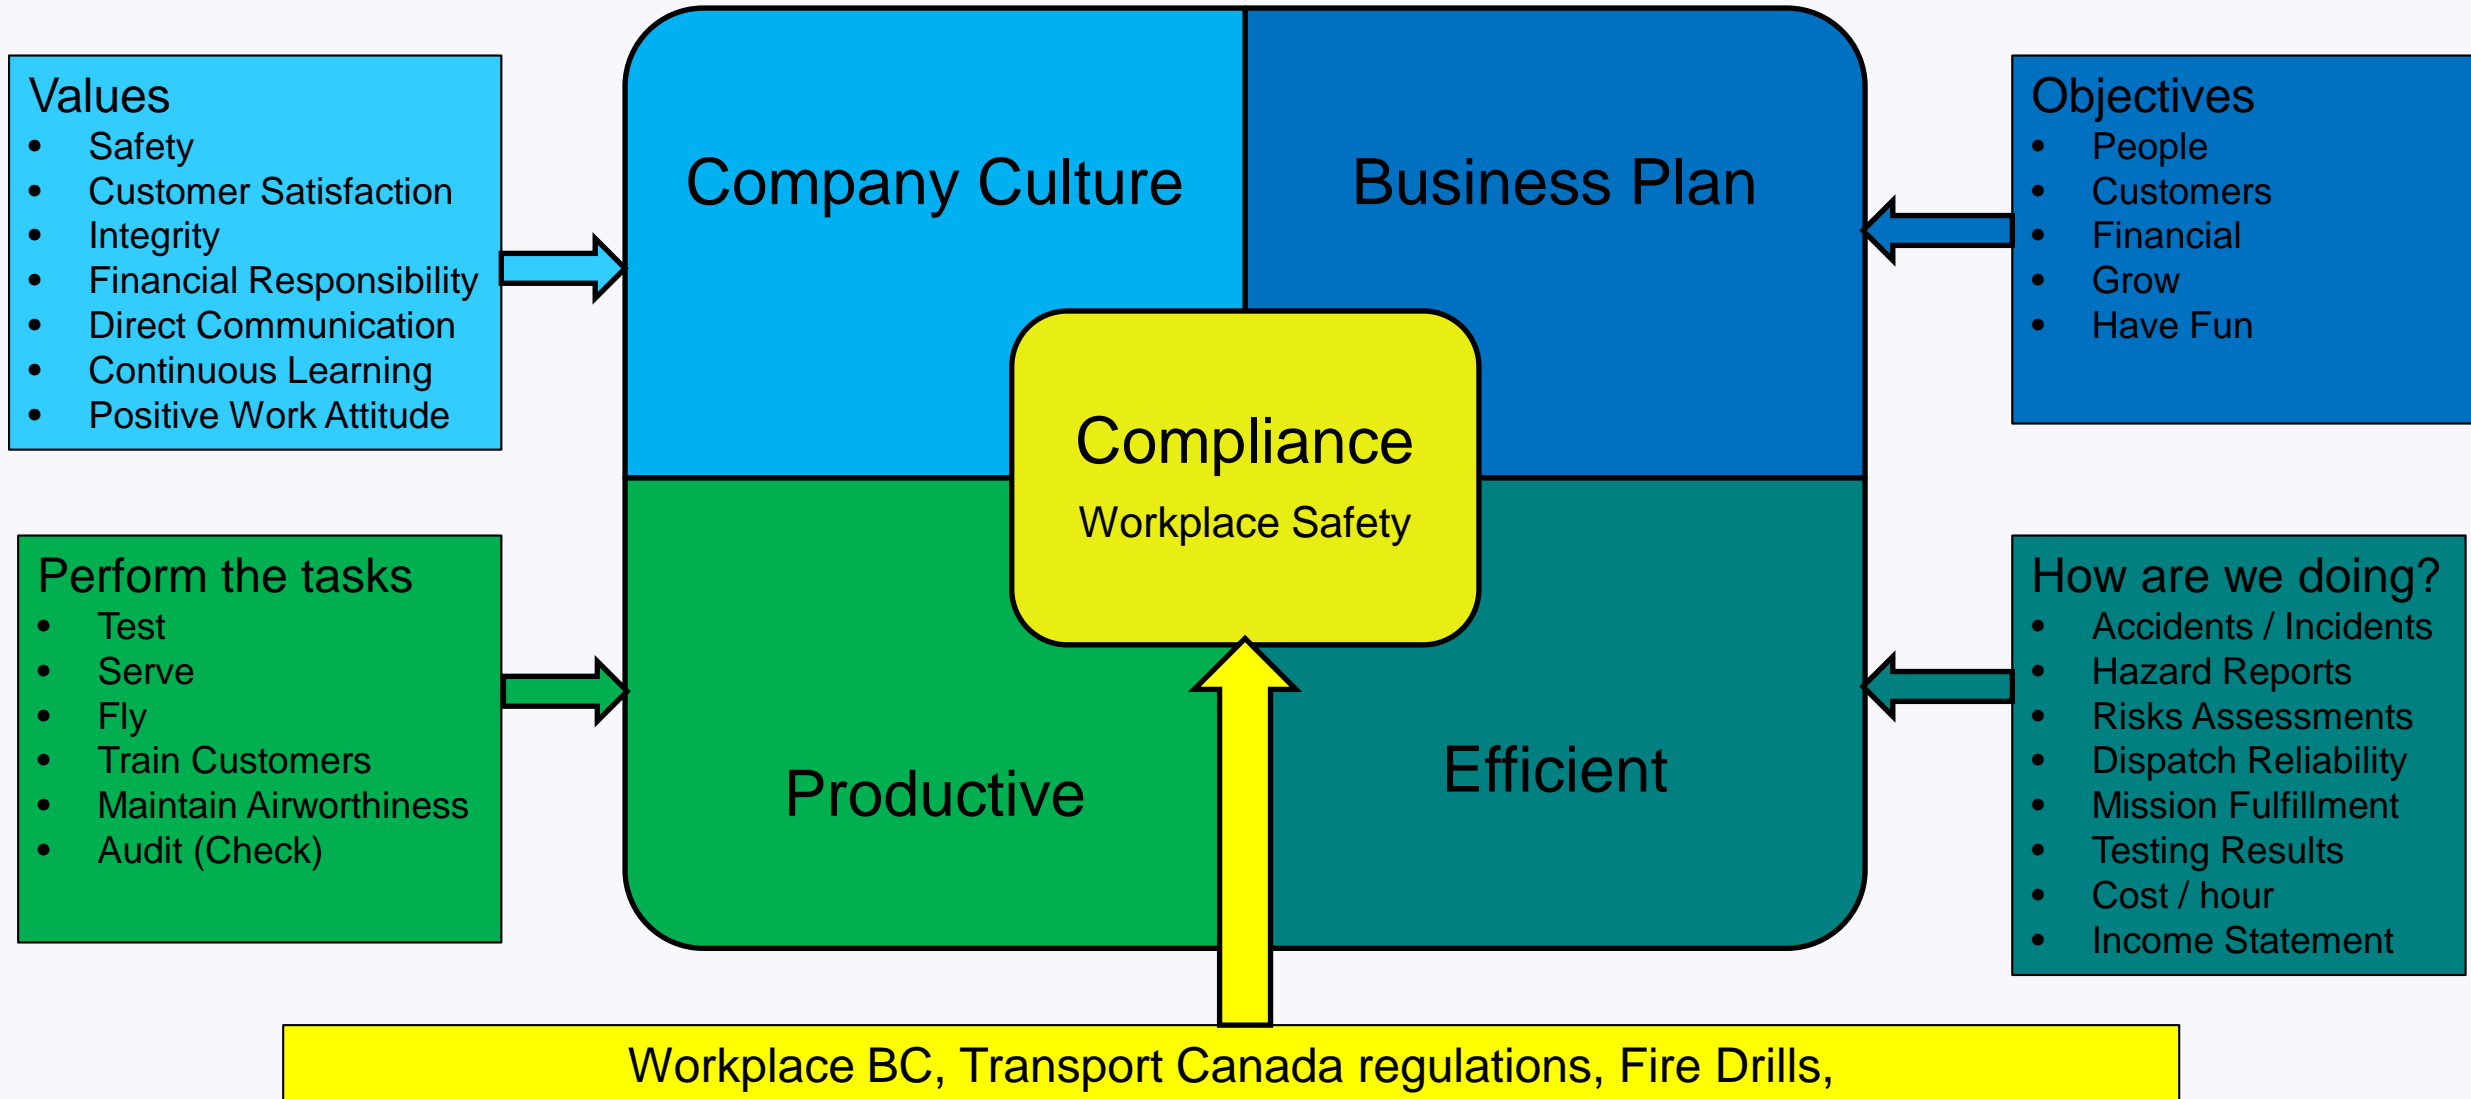 Values
• Safety
• Customer Satisfaction
• Integrity
• Financial Responsibility
• Direct Communication
• Continuous Learning
• Positive Work Attitude
Company Culture
Business Plan
Objectives
• People
• Customers
• Financial
• Grow
• Have Fun
Compliance
Workplace Safety
Perform the tasks
• Test
• Serve
• Fly
• Train Customers
• Maintain Airworthiness
• Audit (Check)
Productive
Efficient
How are we doing?
• Accidents / Incidents
• Hazard Reports
• Risks Assessments
• Dispatch Reliability
• Mission Fulfillment
• Testing Results
• Cost / hour
• Income Statement
Workplace BC, Transport Canada regulations, Fire Drills,